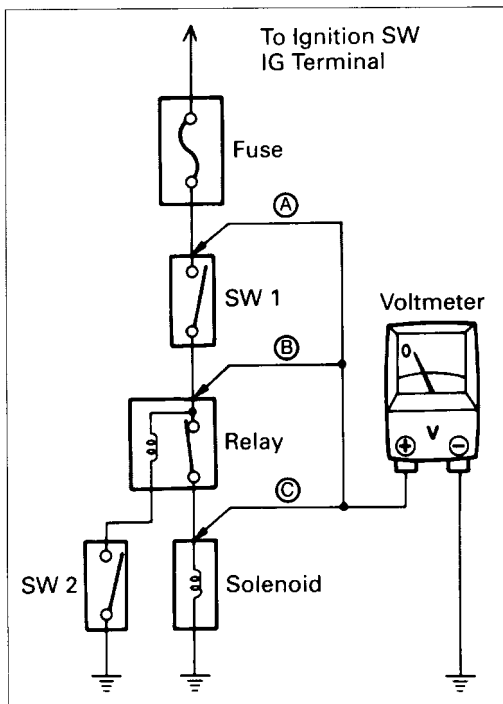 To Ignition SW
IG Terminal
Fuse
A
SW 1
Voltmeter
0
B
V
+ −
Relay
C
SW 2
Solenoid